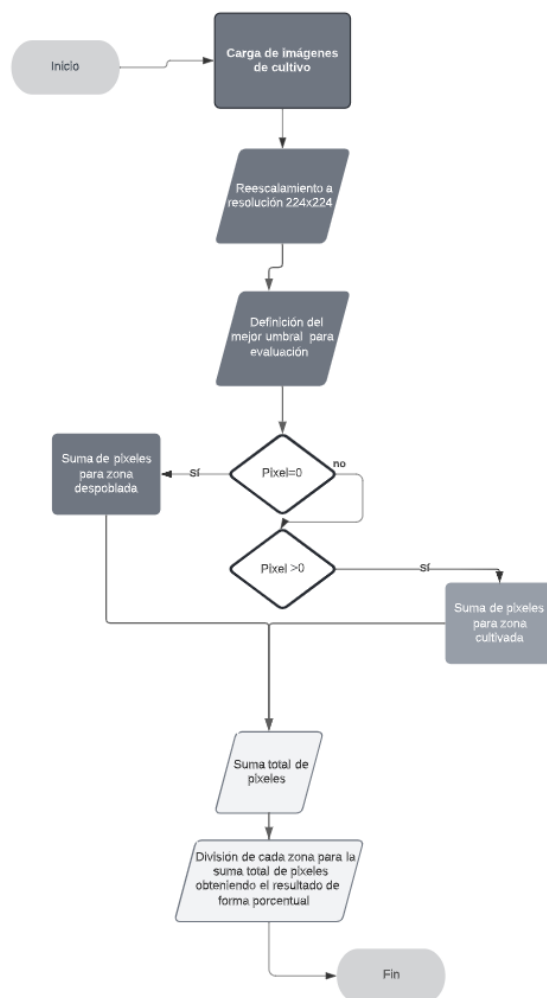 Inicio
Carga de imágenes
de cultivo
Reescalamiento a
resolución 224x224
Definición del
mejor umbral para
evaluación
Pixel=0
no
Sí
Suma de pixeles
para zona
despoblada
Pixel >0
Sí
Suma de pixeles
para zona
cultivada
Suma total de
pixeles
División de cada zona para la
suma total de pixeles
obteniendo el resultado de
forma porcentual
Fin